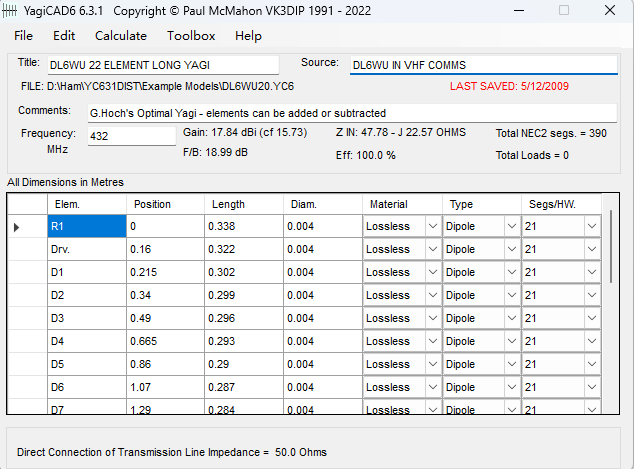 YagiCAD6 6.3.1 Copyright © Paul McMahon VK3DIP 1991 - 2022
File Edit Calculate Toolbox Help
Title: DL6WU 22 ELEMENT LONG YAGI Source: DL6WU IN VHF COMMS
FILE: D:\Ham\YC631DIST\Example Models\DL6WU20.YC6 LAST SAVED: 5/12/2009
Comments: G.Hoch's Optimal Yagi - elements can be added or subtracted
Frequency: 432 Gain: 17.84 dBi (cf 15.73) Z IN: 47.78 - J 22.57 OHMS Total NEC2 segs. = 390
MHz F/B: 18.99 dB Eff: 100.0 % Total Loads = 0
All Dimensions in Metres
Elem. Position Length Diam. Material Type Segs/HW.
R1 0 0.338 0.004 Lossless Dipole 21
Drv. 0.16 0.322 0.004 Lossless Dipole 21
D1 0.215 0.302 0.004 Lossless Dipole 21
D2 0.34 0.299 0.004 Lossless Dipole 21
D3 0.49 0.296 0.004 Lossless Dipole 21
D4 0.665 0.293 0.004 Lossless Dipole 21
D5 0.86 0.29 0.004 Lossless Dipole 21
D6 1.07 0.287 0.004 Lossless Dipole 21
D7 1.29 0.284 0.004 Lossless Dipole 21
Direct Connection of Transmission Line Impedance = 50.0 Ohms